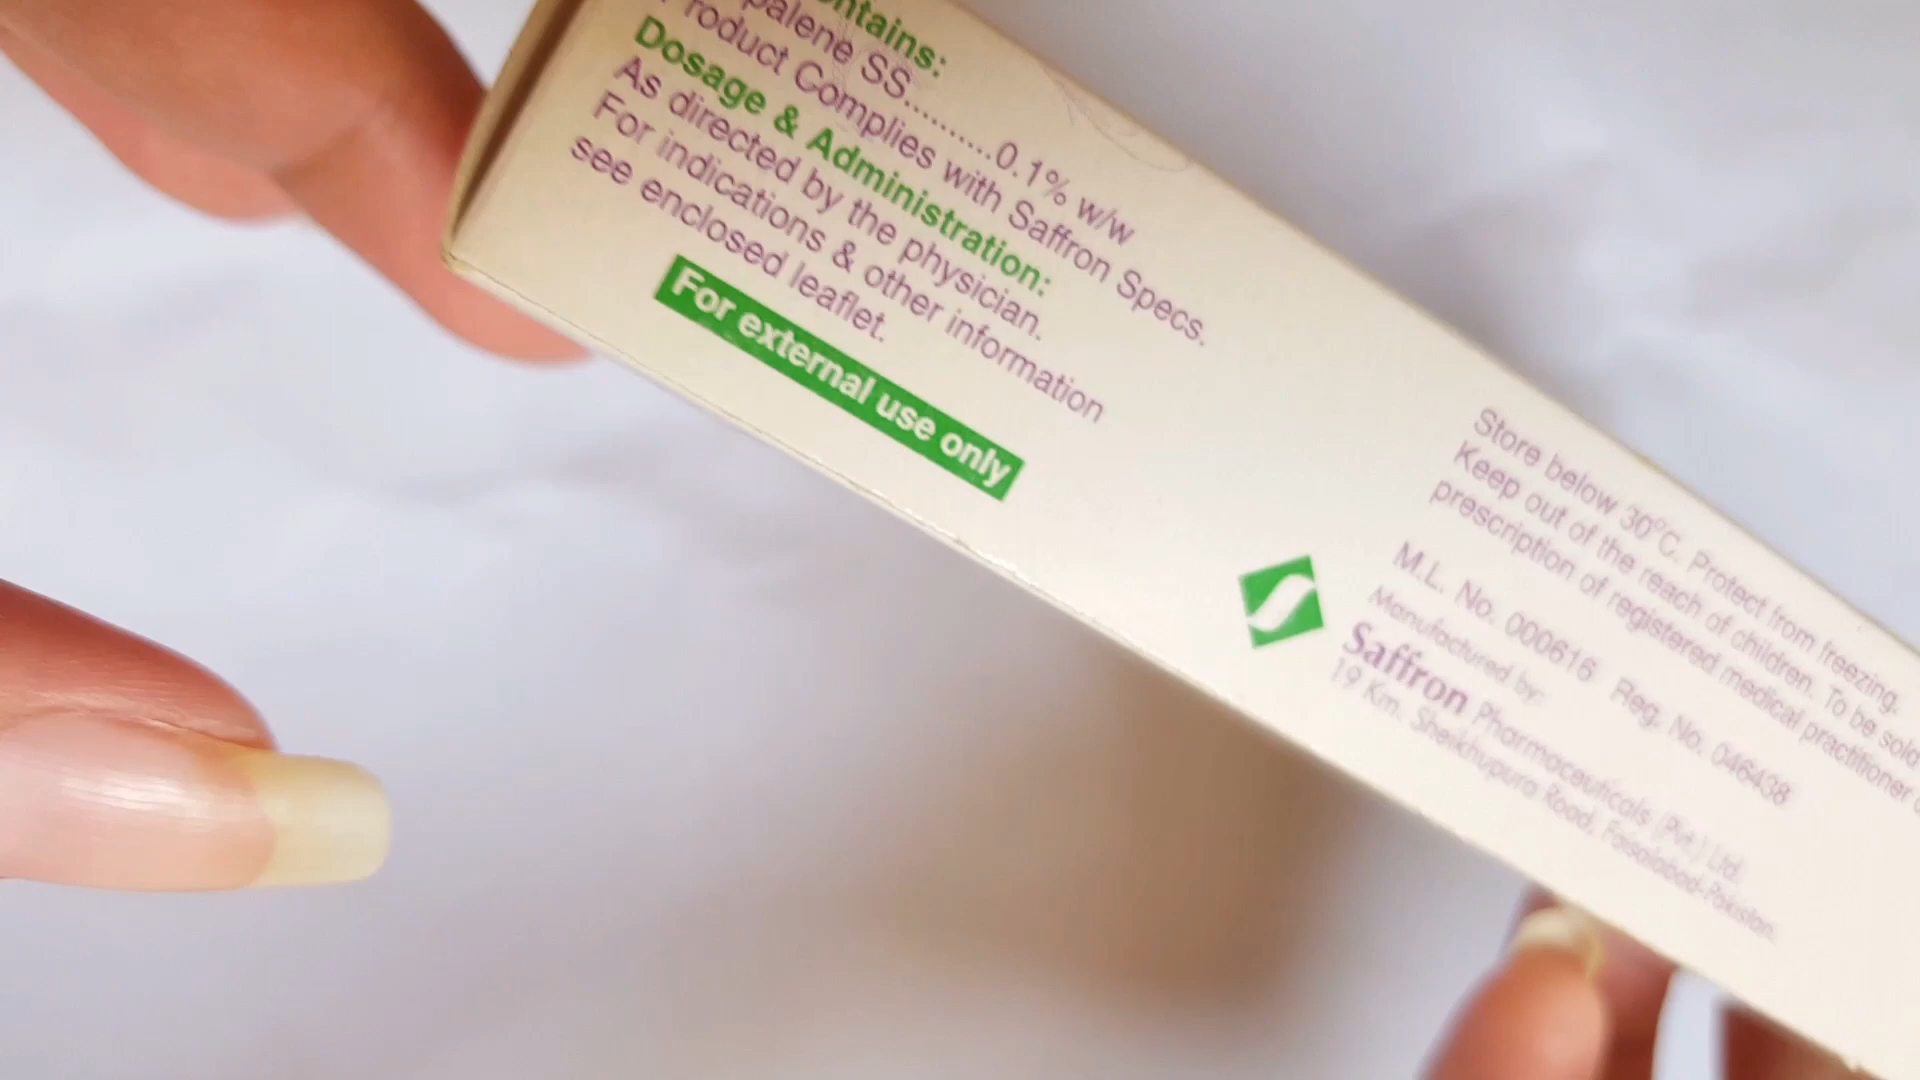 ntains:
palene SS..........0.1% w/w
Product Complies with Saffron Specs.
Dosage & Administration:
As directed by the physician.
For indications & other information
see enclosed leaflet.
For external use only
Store below 30°C. Protect from freezing.
Keep out of the reach of children. To be sold
prescription of registered medical practitioner
M.L. No. 000616 Reg. No. 046438
Manufactured by:
Saffron Pharmaceuticals (Pvt.) Ltd.
19 Km. Sheikhupura Road, Faisalabad-Pakistan.